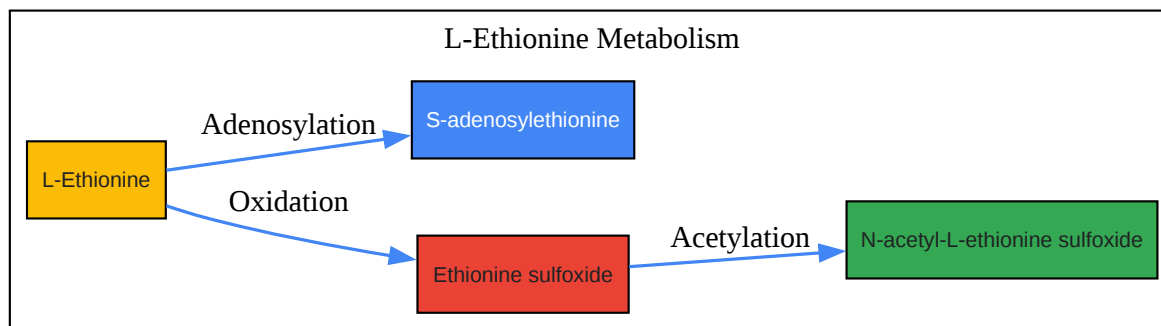 L-Ethionine Metabolism
Adenosylation
S-adenosylethionine
L-Ethionine
Oxidation
Acetylation
N-acetyl-L-ethionine sulfoxide
Ethionine sulfoxide